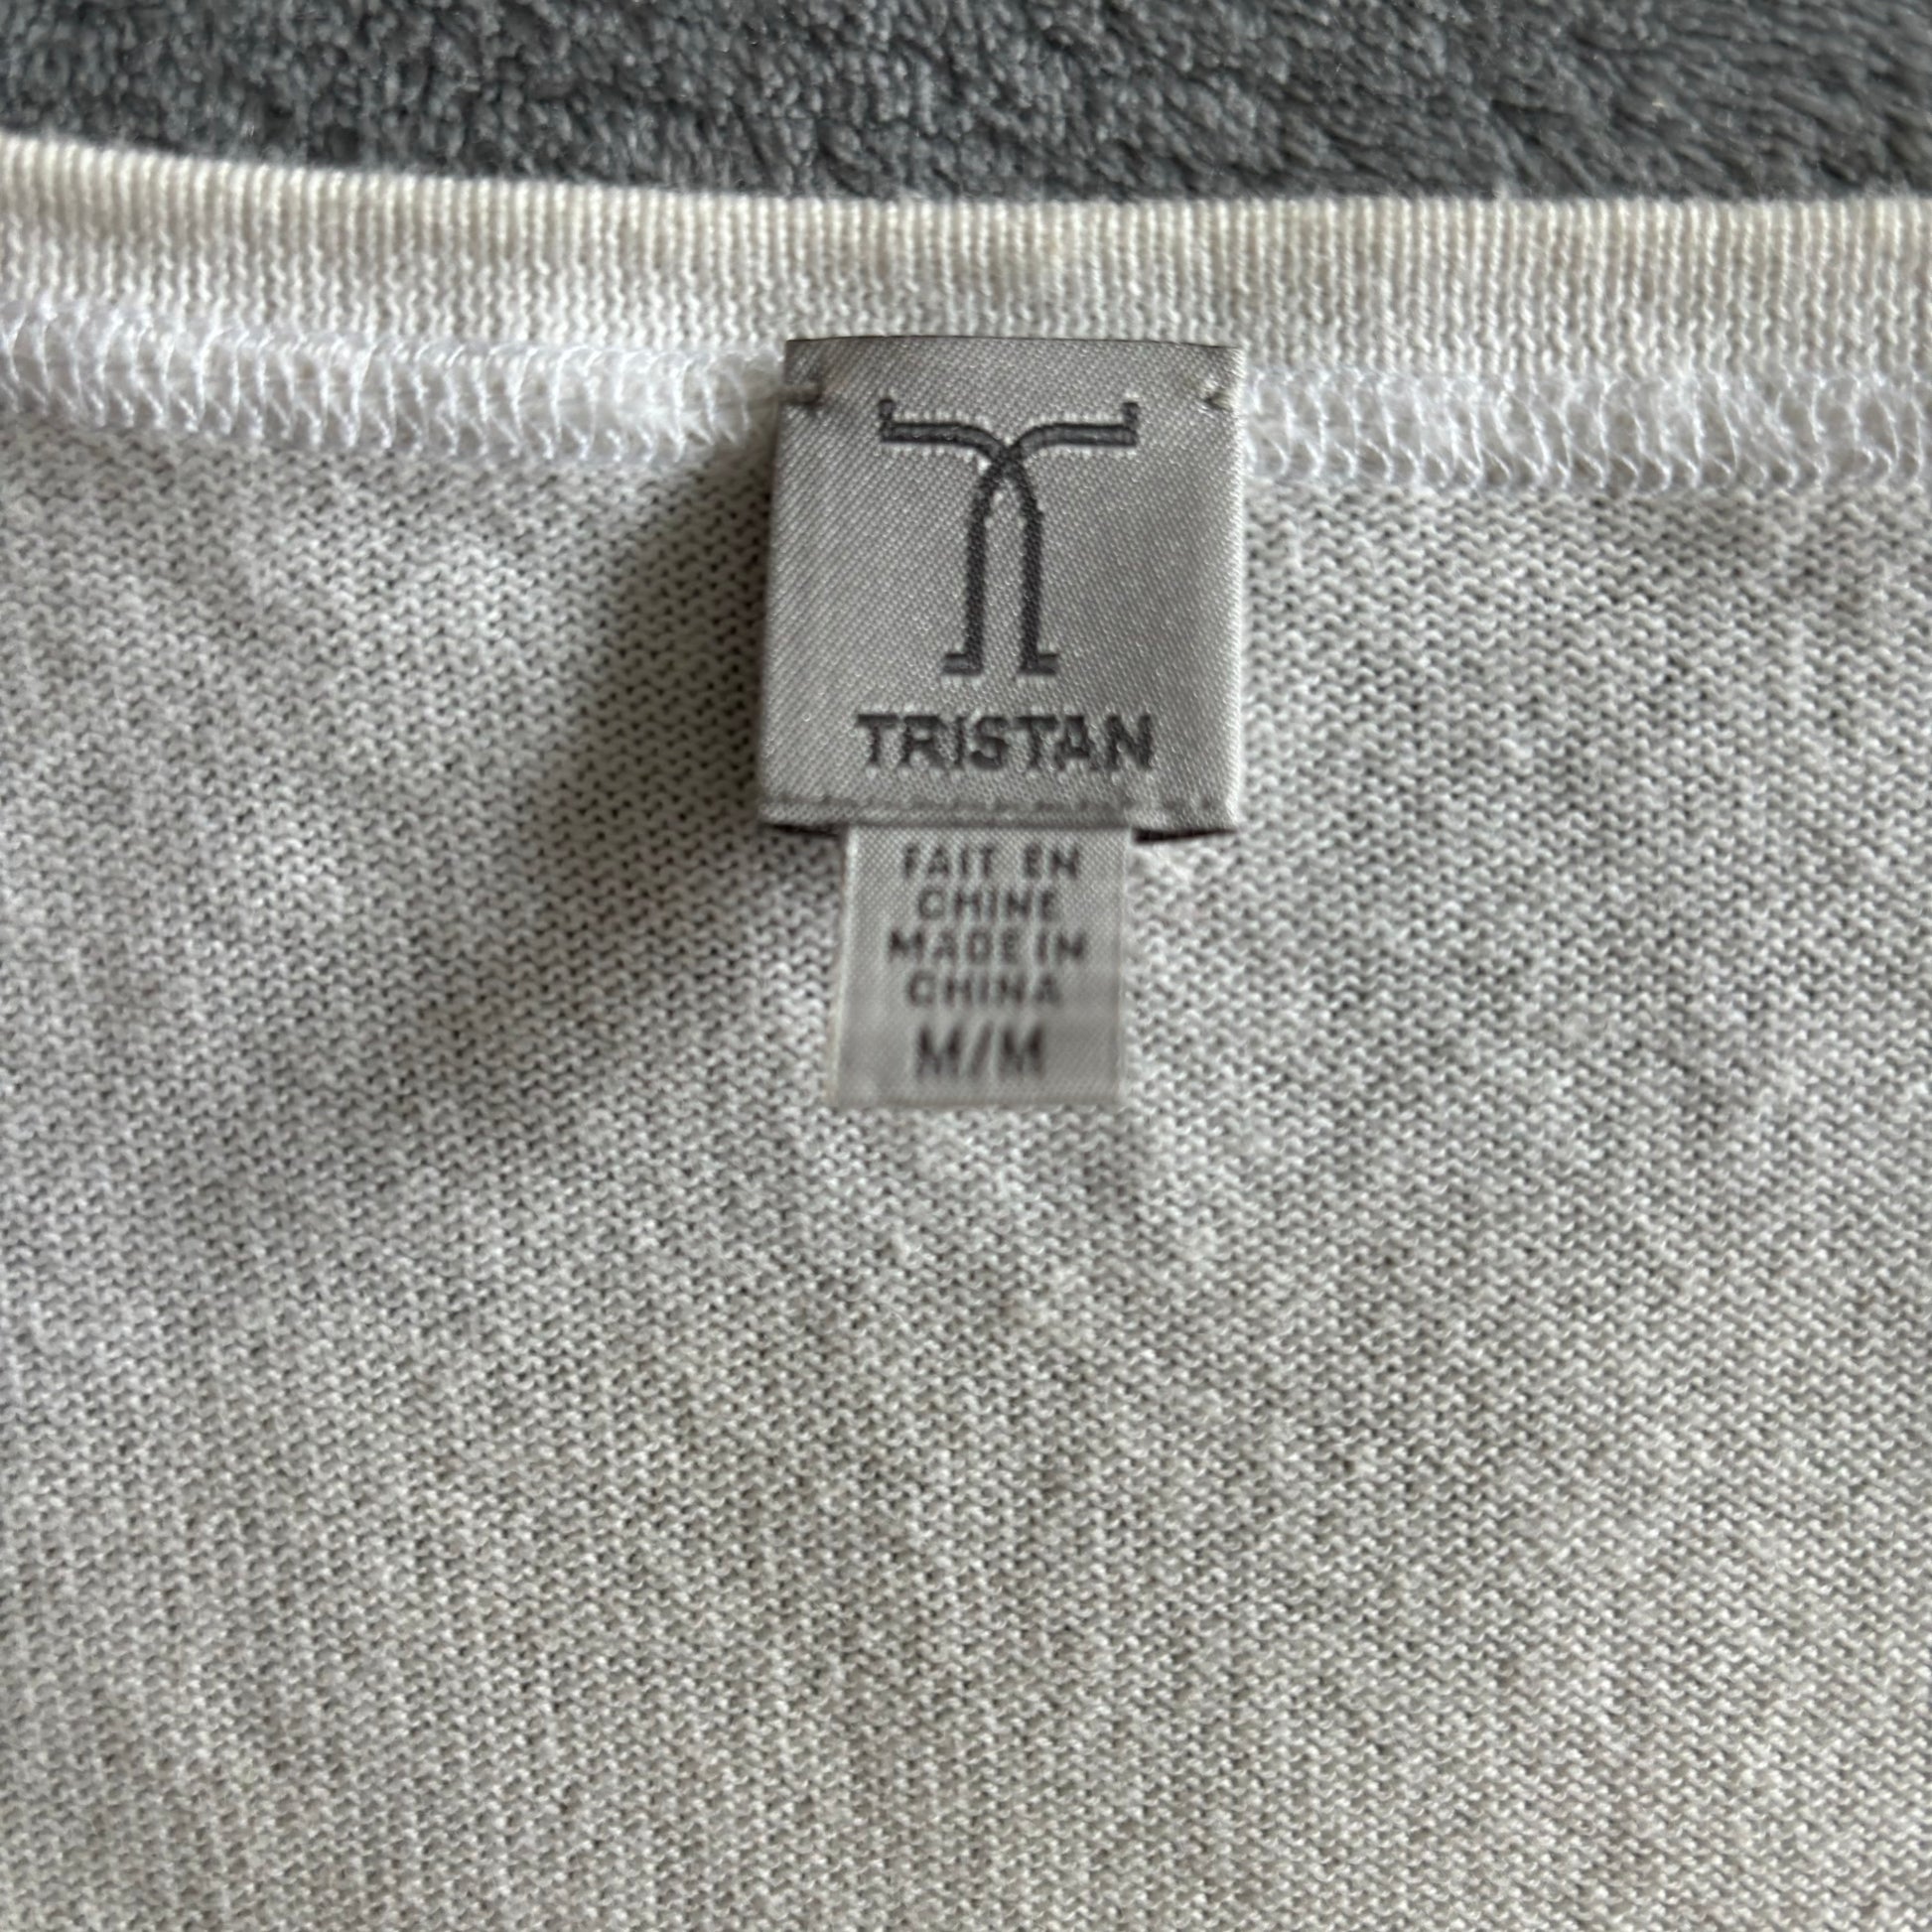 TRISTAN
FAIT EN
CHINE
MADE IN
CHINA
M/M